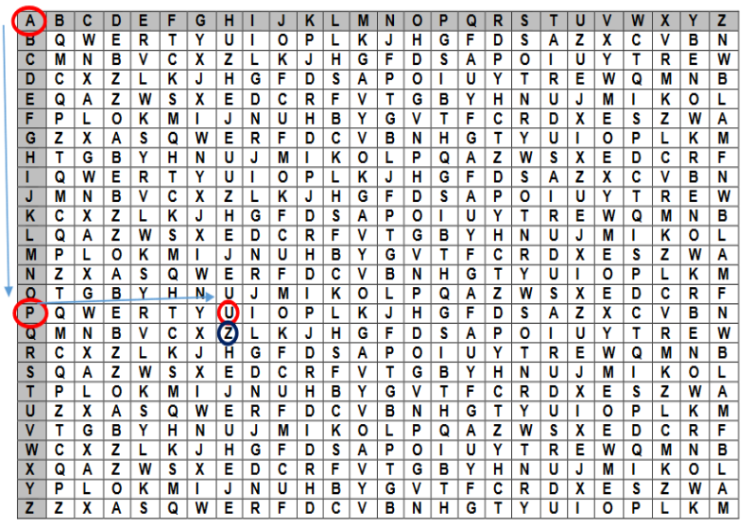 A B C D E F G H I J K L M N O P Q R S T U V W X Y Z
B Q W E R T Y U I O P L K J H G F D S A Z X C V B N
C M N B V C X Z L K J H G F D S A P O I U Y T R E W
D C X Z L K J H G F D S A P O I U Y T R E W Q M N B
E Q A Z W S X E D C R F V T G B Y H N U J M I K O L
F P L O K M I J N U H B Y G V T F C R D X E S Z W A
G Z X A S Q W E R F D C V B N H G T Y U I O P L K M
H T G B Y H N U J M I K O L P Q A Z W S X E D C R F
I Q W E R T Y U I O P L K J H G F D S A Z X C V B N
J M N B V C X Z L K J H G F D S A P O I U Y T R E W
K C X Z L K J H G F D S A P O I U Y T R E W Q M N B
L Q A Z W S X E D C R F V T G B Y H N U J M I K O L
M P L O K M I J N U H B Y G V T F C R D X E S Z W A
N Z X A S Q W E R F D C V B N H G T Y U I O P L K M
O T G B Y H N U J M I K O L P Q A Z W S X E D C R F
P Q W E R T Y U I O P L K J H G F D S A Z X C V B N
Q M N B V C X Z L K J H G F D S A P O I U Y T R E W
R C X Z L K J H G F D S A P O I U Y T R E W Q M N B
S Q A Z W S X E D C R F V T G B Y H N U J M I K O L
T P L O K M I J N U H B Y G V T F C R D X E S Z W A
U Z X A S Q W E R F D C V B N H G T Y U I O P L K M
V T G B Y H N U J M I K O L P Q A Z W S X E D C R F
W C X Z L K J H G F D S A P O I U Y T R E W Q M N B
X Q A Z W S X E D C R F V T G B Y H N U J M I K O L
Y P L O K M I J N U H B Y G V T F C R D X E S Z W A
Z Z X A S Q W E R F D C V B N H G T Y U I O P L K M